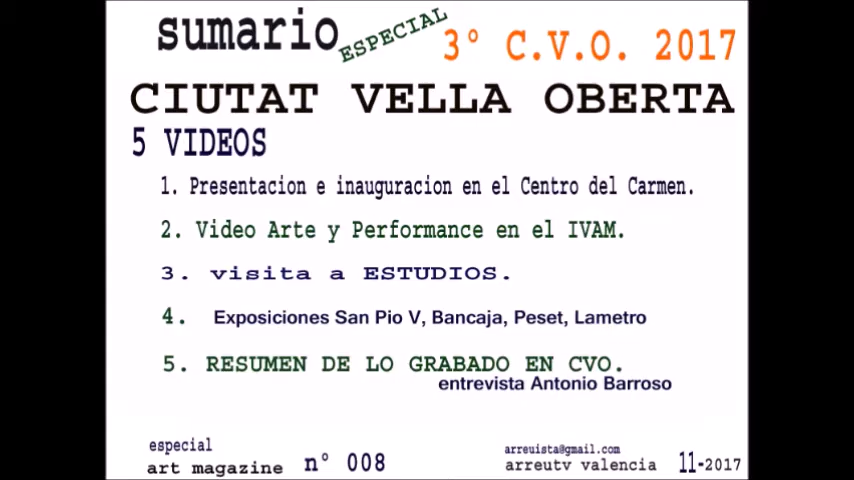 sumario ESPECIAL 3º C.V.O. 2017
CIUTAT VELLA OBERTA
5 VIDEOS
1. Presentacion e inauguracion en el Centro del Carmen.
2. Video Arte y Performance en el IVAM.
3. visita a ESTUDIOS.
4. Exposiciones San Pio V, Bancaja, Peset, Lametro
5. RESUMEN DE LO GRABADO EN CVO.
entrevista Antonio Barroso
especial
art magazine nº 008
arreuista@gmail.com
arreutv valencia 11-2017